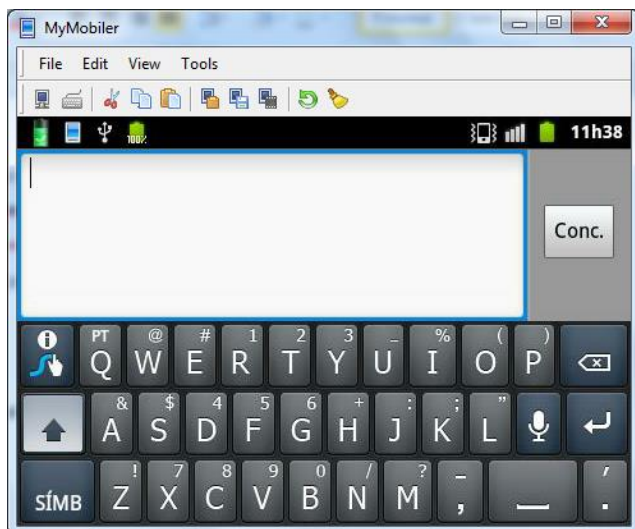 MyMobiler
File Edit View Tools
100% 11h38
Conc.
PT @ # 1 2 3 _ % ( )
Q W E R T Y U I O P
& $ 4 5 6 + : ; ”
A S D F G H J K L
! 7 8 9 0 / ? – ′
SÍMB Z X C V B N M , .